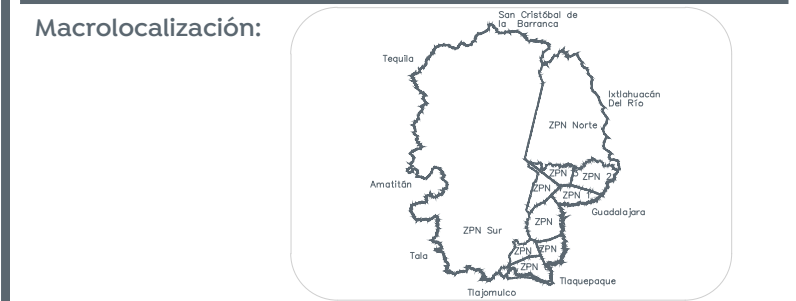 Macrolocalización:
San Cristóbal de
la Barranca
Tequila
Ixtlahuacán
Del Río
ZPN Norte
ZPN
ZPN 2
Amatitán
ZPN
ZPN 1
Guadalajara
ZPN
ZPN Sur
ZPN
ZPN
Tala
ZPN
Tlaquepaque
Tlajomulco